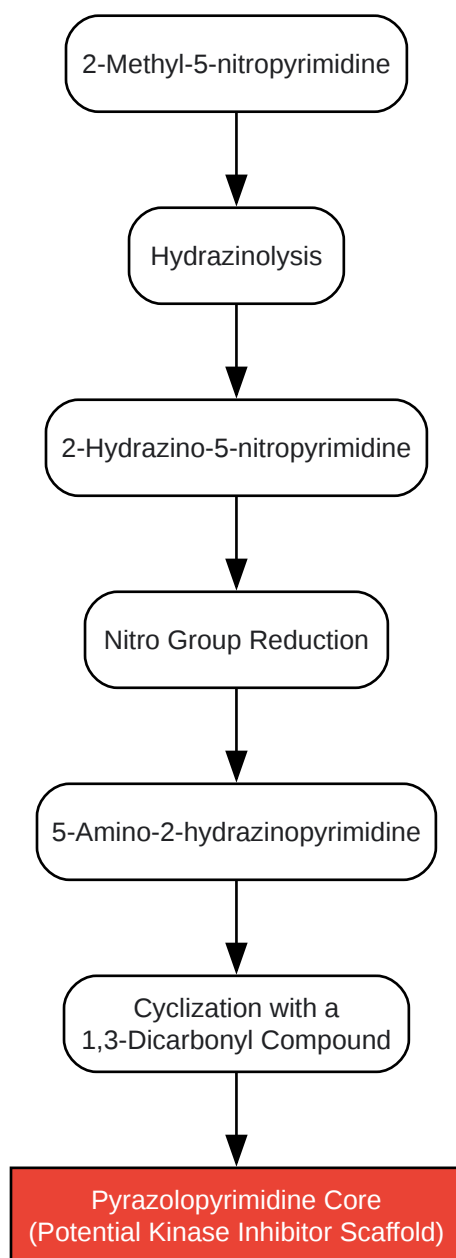 2-Methyl-5-nitropyrimidine
Hydrazinolysis
2-Hydrazino-5-nitropyrimidine
Nitro Group Reduction
5-Amino-2-hydrazinopyrimidine
Cyclization with a
1,3-Dicarbonyl Compound
Pyrazolopyrimidine Core
(Potential Kinase Inhibitor Scaffold)